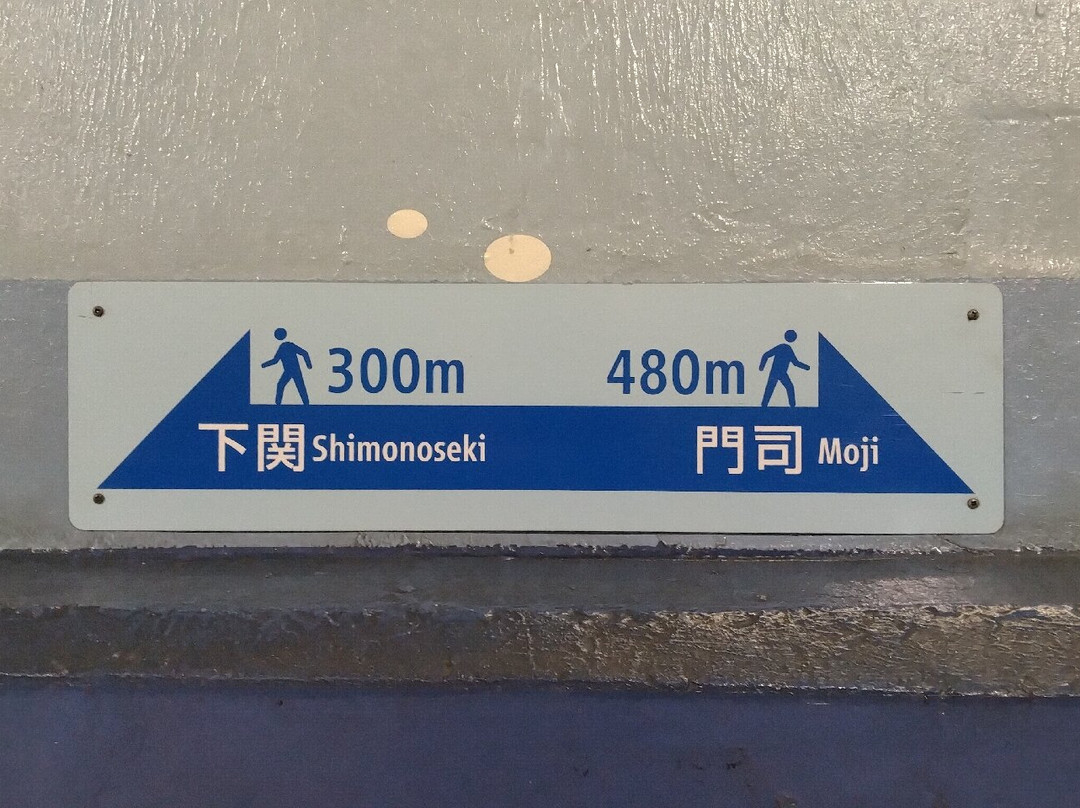 300m 480m
下関 Shimonoseki 門司 Moji